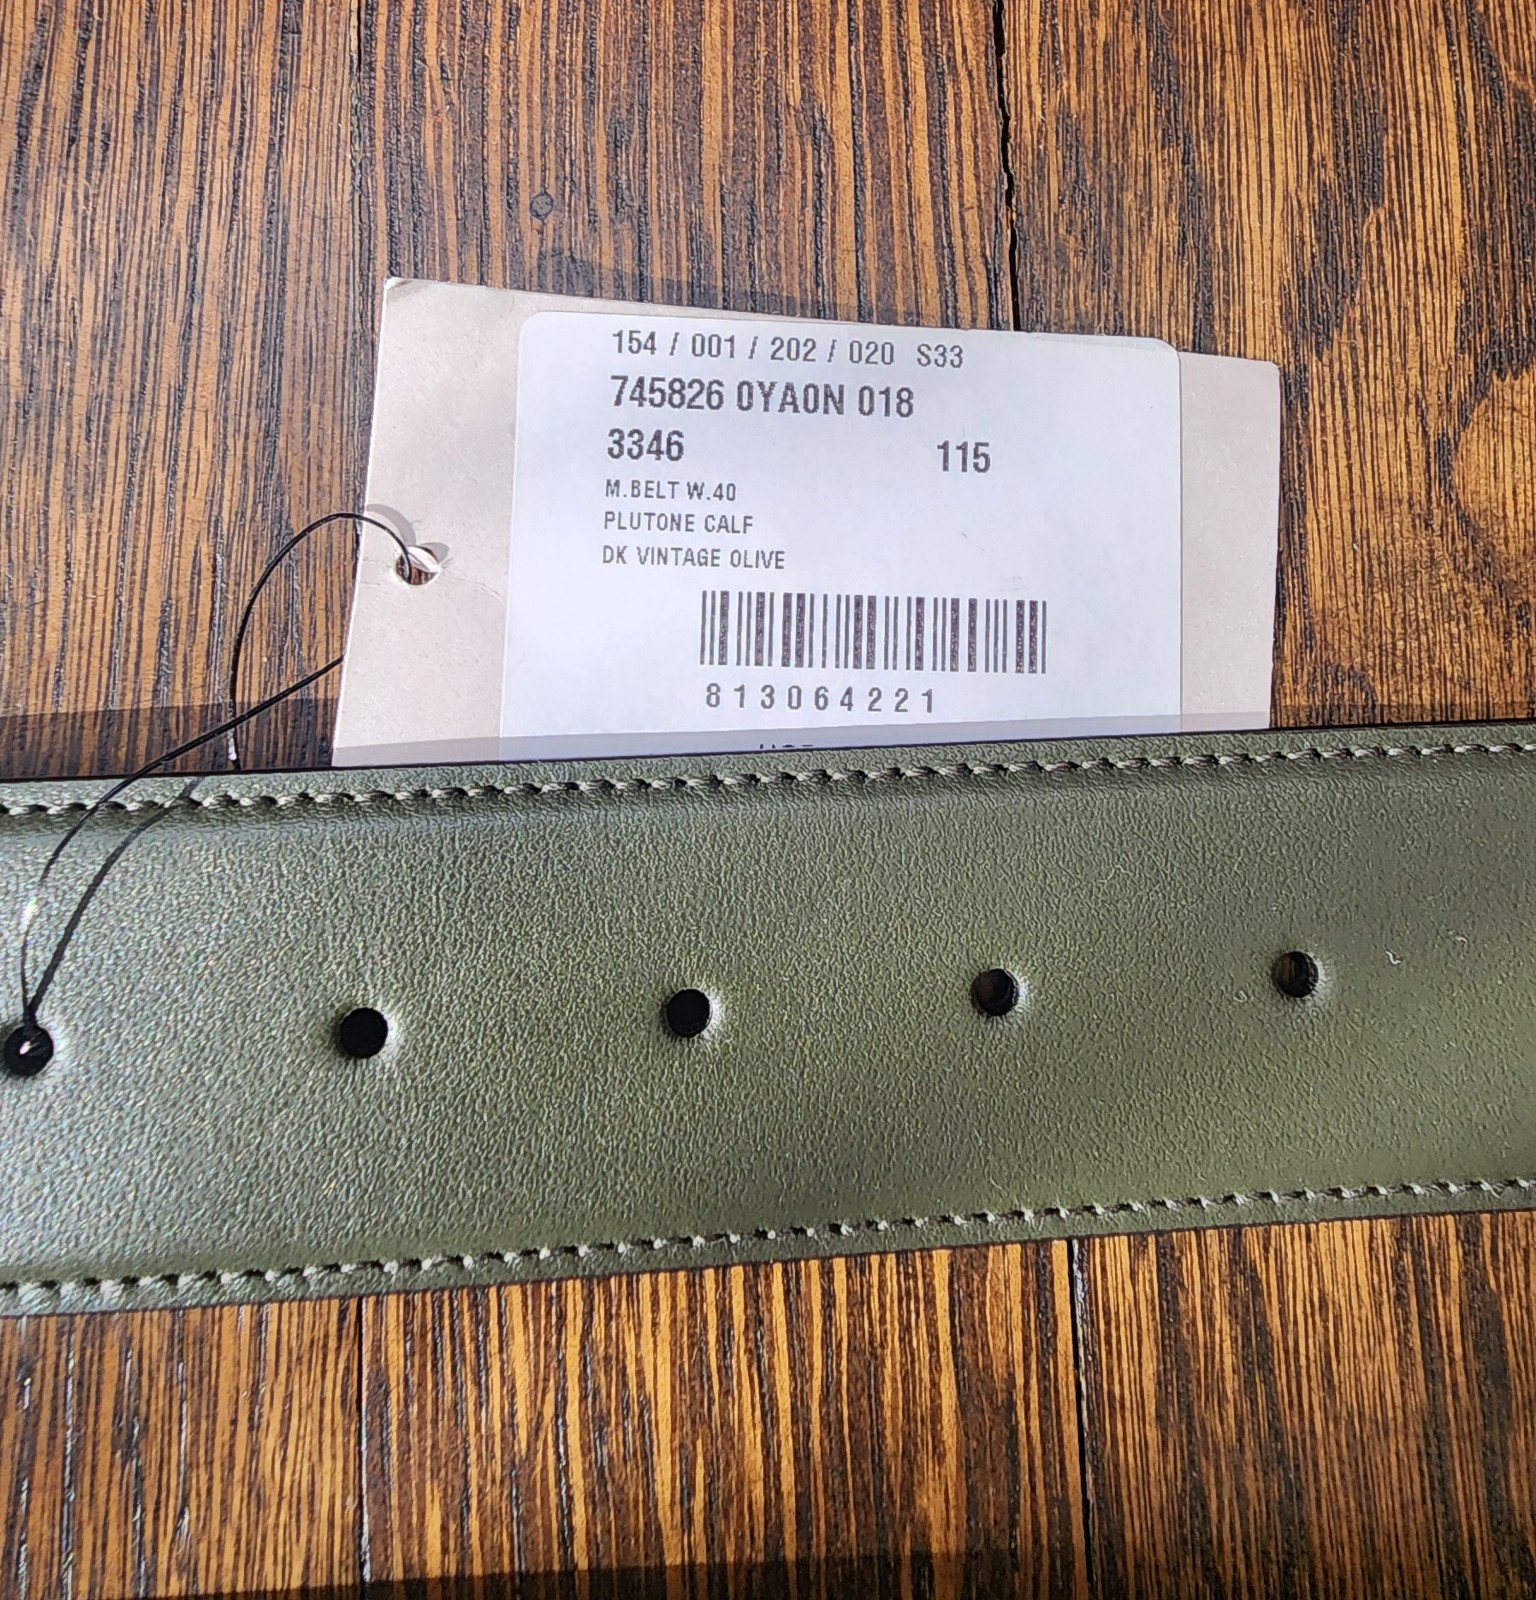 154 / 001 / 202 / 020 S33
745826 0YA0N 018
3346 115
M.BELT W.40
PLUTONE CALF
DK VINTAGE OLIVE
813064221